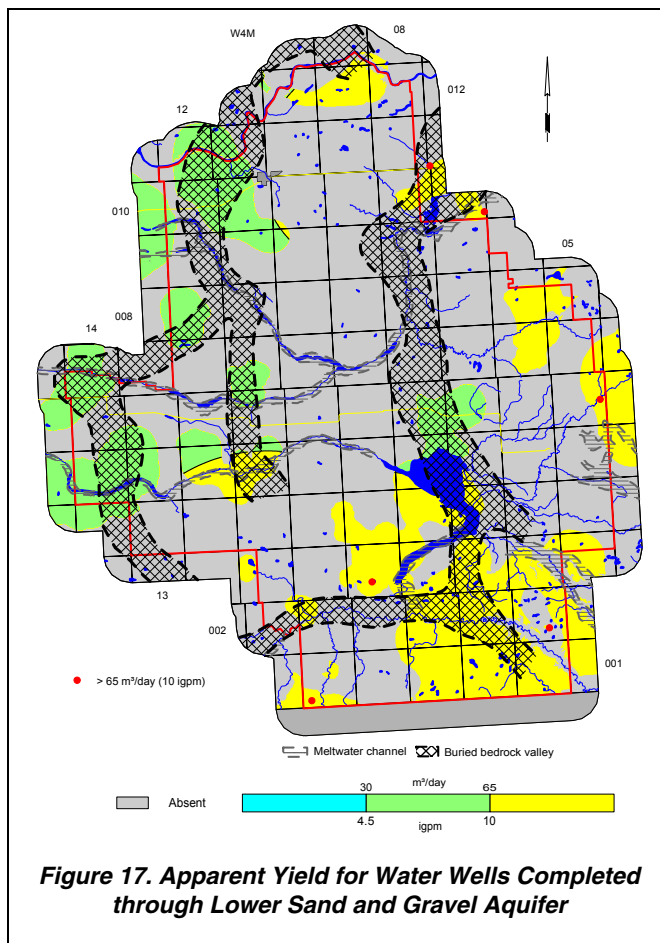 W4M
08
012
12
010
05
008
14
13
002
001
> 65 m³/day (10 igpm)
Meltwater channel
Buried bedrock valley
Absent
30 m³/day 65
4.5 igpm 10
Figure 17. Apparent Yield for Water Wells Completed
through Lower Sand and Gravel Aquifer